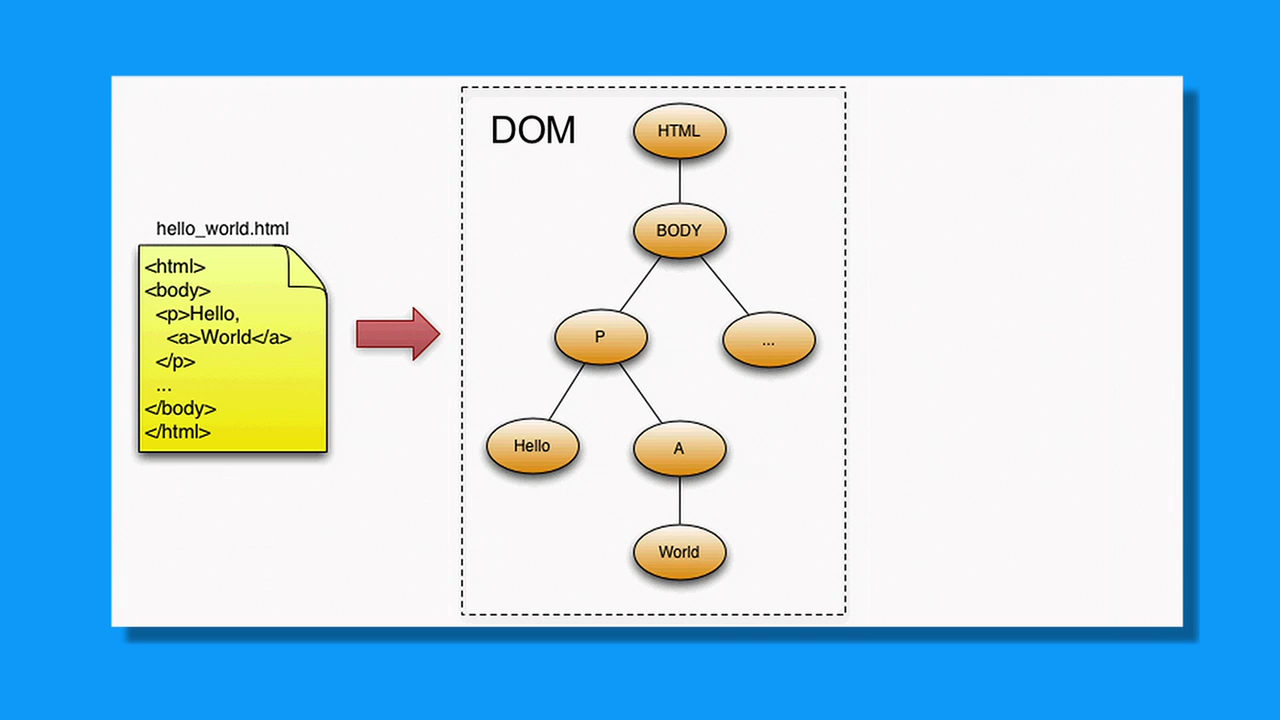 hello_world.html
<html>
<body>
<p>Hello,
<a>World</a>
</p>
...
</body>
</html>
DOM
HTML
BODY
P
...
Hello
A
World